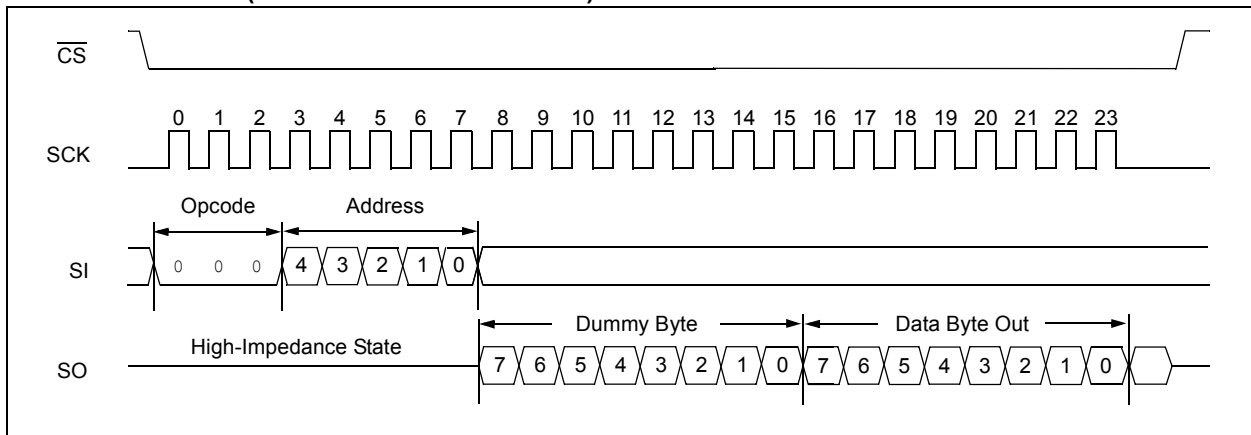 CS
0 1 2 3 4 5 6 7 8 9 10 11 12 13 14 15 16 17 18 19 20 21 22 23
SCK
Opcode Address
SI 0 0 0 4 3 2 1 0
Dummy Byte Data Byte Out
High-Impedance State
SO 7 6 5 4 3 2 1 0 7 6 5 4 3 2 1 0